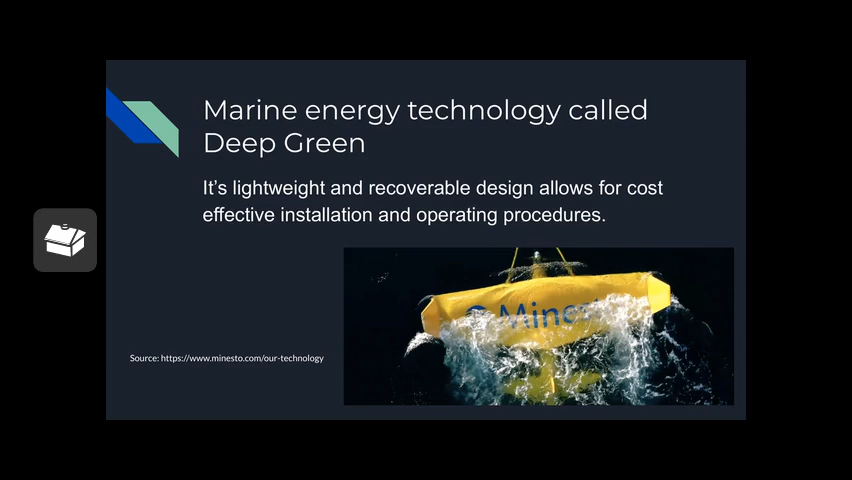 Marine energy technology called
Deep Green
It's lightweight and recoverable design allows for cost
effective installation and operating procedures.
Minesto
Source: https://www.minesto.com/our-technology